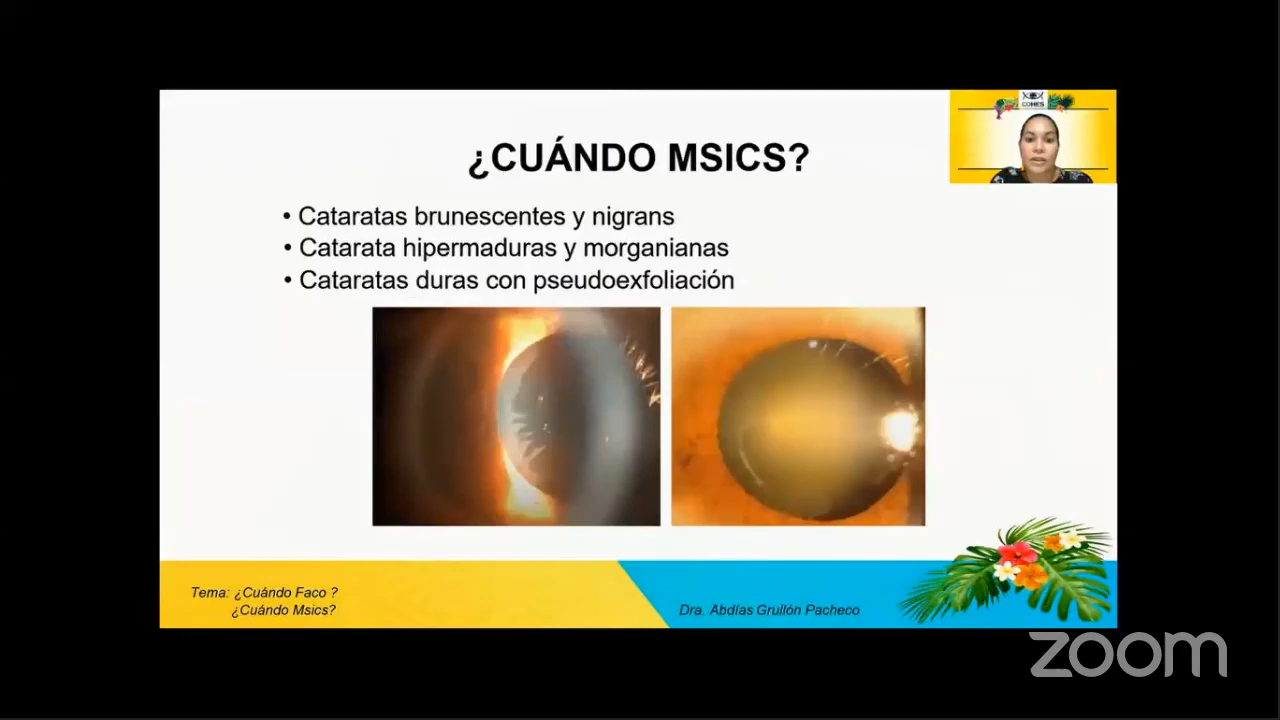 COHES
¿CUÁNDO MSICS?
• Cataratas brunescentes y nigrans
• Catarata hipermaduras y morganianas
• Cataratas duras con pseudoexfoliación
Tema: ¿Cuándo Faco ?
¿Cuándo Msics?
Dra. Abdías Grullón Pacheco
zoom